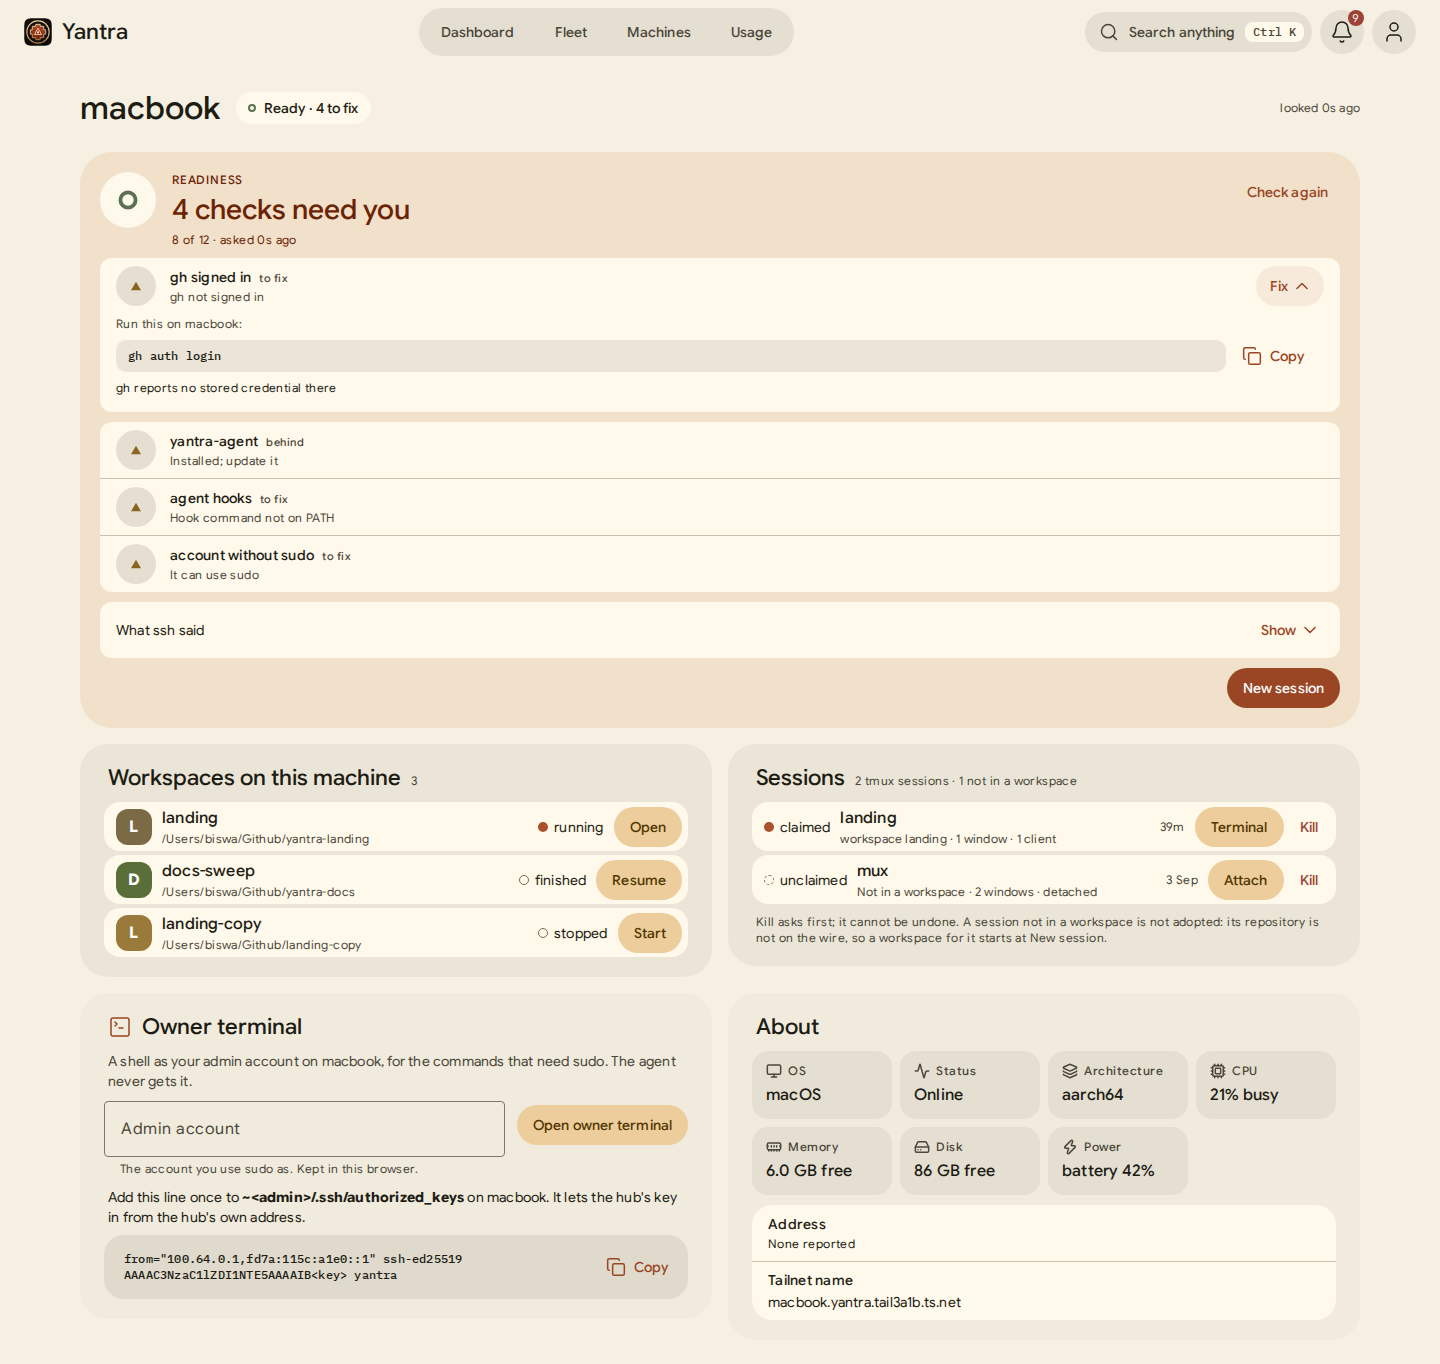 Yantra
Dashboard
Fleet
Machines
Usage
Search anything
Ctrl K
9
macbook
Ready · 4 to fix
looked 0s ago
READINESS
4 checks need you
8 of 12 · asked 0s ago
Check again
gh signed in to fix
gh not signed in
Fix
Run this on macbook:
gh auth login
Copy
gh reports no stored credential there
yantra-agent behind
Installed; update it
agent hooks to fix
Hook command not on PATH
account without sudo to fix
It can use sudo
What ssh said
Show
New session
Workspaces on this machine 3
L
landing
/Users/biswa/Github/yantra-landing
running
Open
D
docs-sweep
/Users/biswa/Github/yantra-docs
finished
Resume
L
landing-copy
/Users/biswa/Github/landing-copy
stopped
Start
Sessions 2 tmux sessions · 1 not in a workspace
claimed
landing
workspace landing · 1 window · 1 client
39m
Terminal
Kill
unclaimed
mux
Not in a workspace · 2 windows · detached
3 Sep
Attach
Kill
Kill asks first; it cannot be undone. A session not in a workspace is not adopted: its repository is
not on the wire, so a workspace for it starts at New session.
Owner terminal
A shell as your admin account on macbook, for the commands that need sudo. The agent
never gets it.
Admin account
Open owner terminal
The account you use sudo as. Kept in this browser.
Add this line once to ~<admin>/.ssh/authorized_keys on macbook. It lets the hub's key
in from the hub's own address.
from="100.64.0.1,fd7a:115c:a1e0::1" ssh-ed25519
AAAAC3NzaC1lZDI1NTE5AAAAIB<key> yantra
Copy
About
OS
macOS
Status
Online
Architecture
aarch64
CPU
21% busy
Memory
6.0 GB free
Disk
86 GB free
Power
battery 42%
Address
None reported
Tailnet name
macbook.yantra.tail3a1b.ts.net